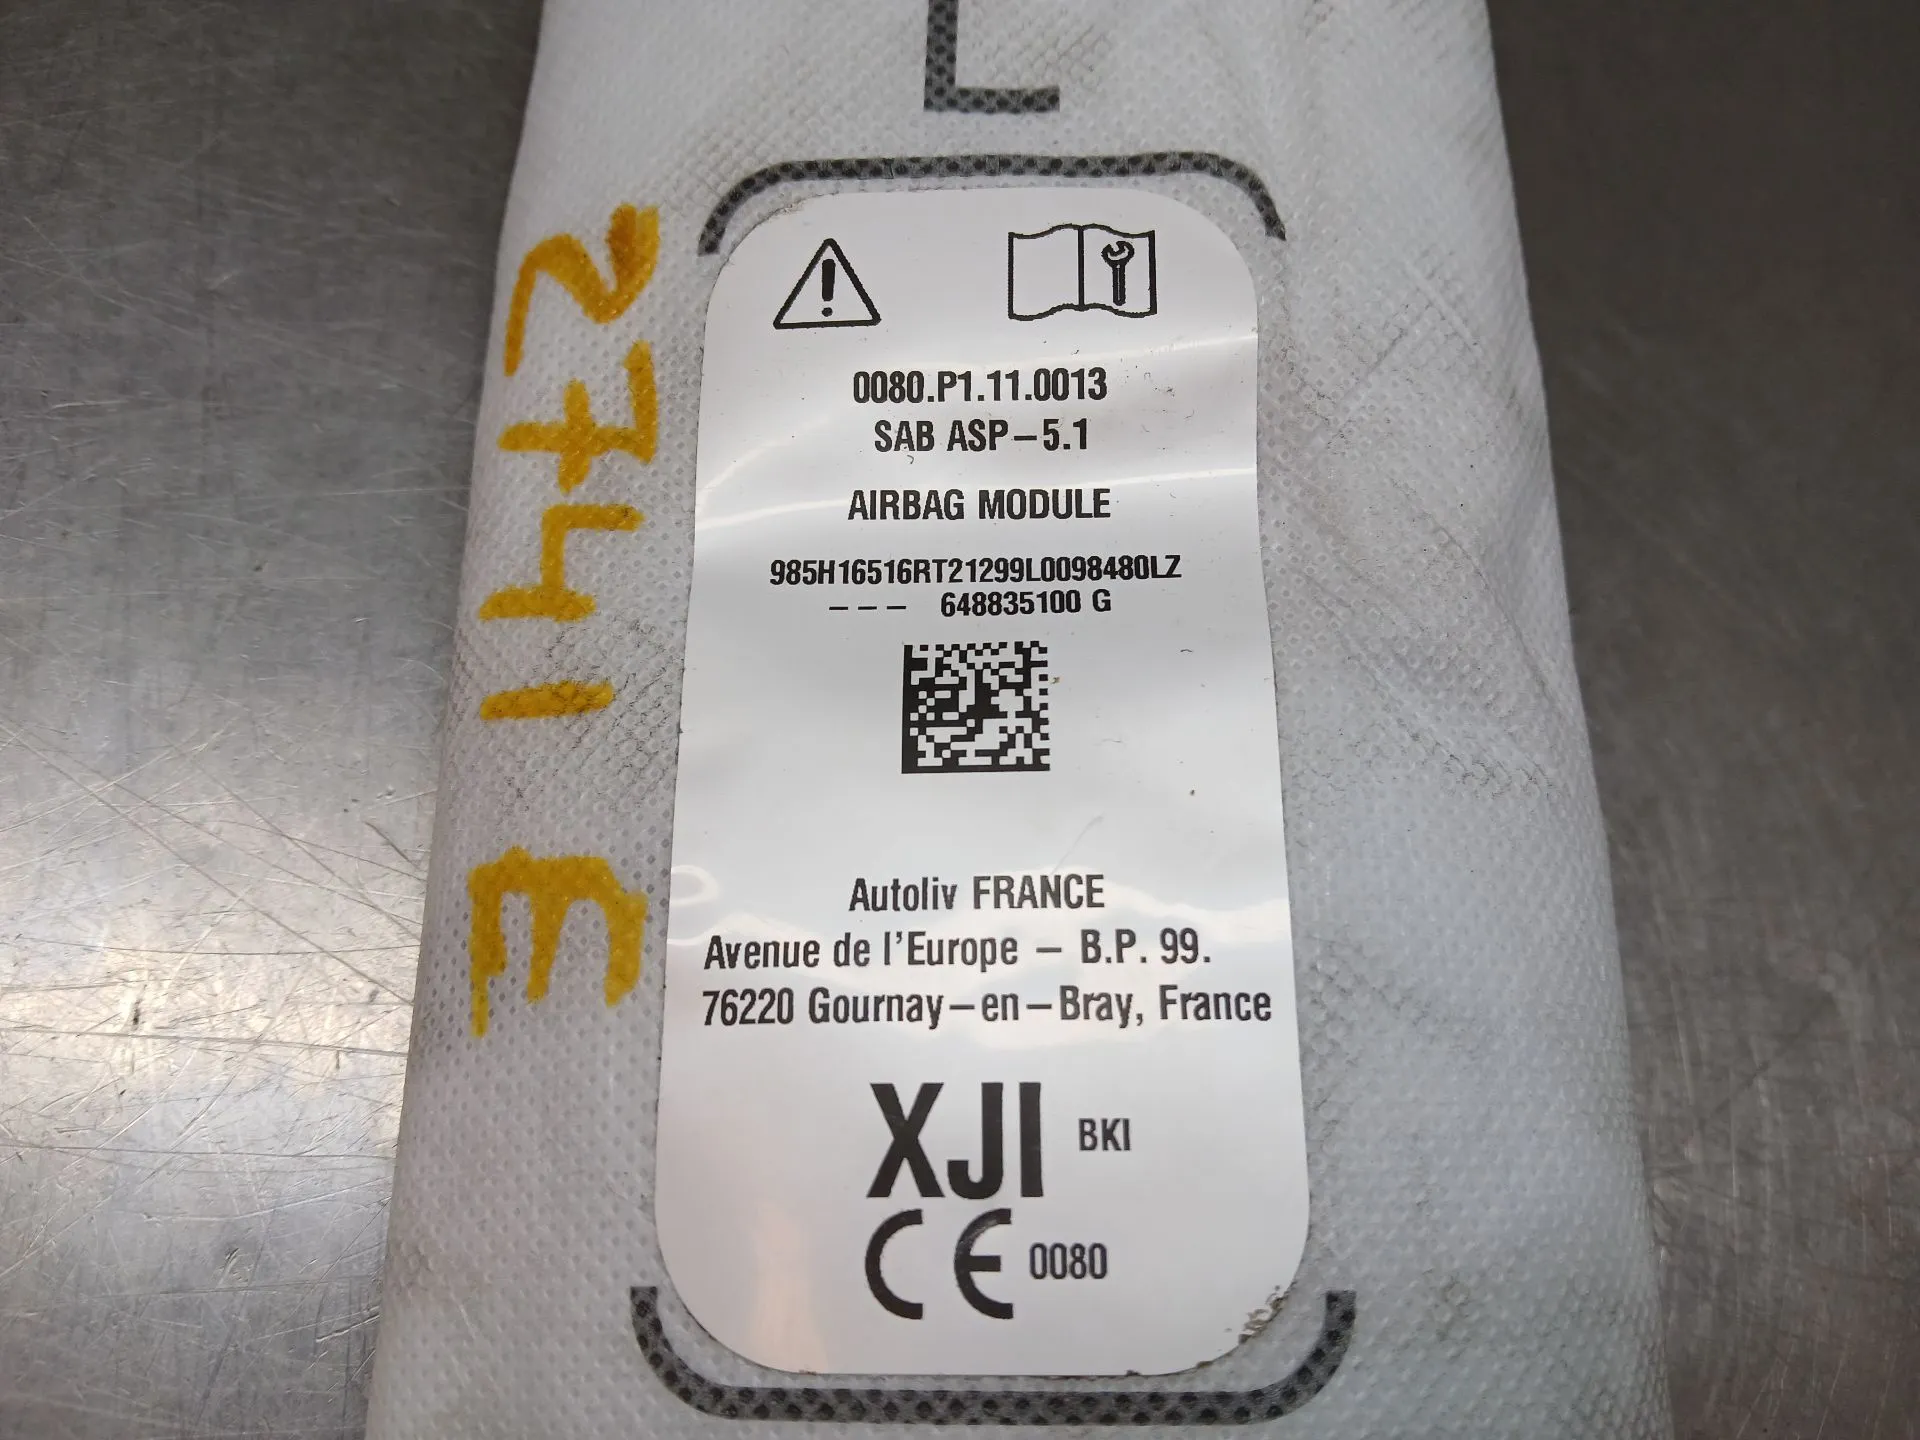 L
0080.P1.11.0013
SAB ASP-5.1
AIRBAG MODULE
985H16516RT21299L0098480LZ
--- 648835100 G
Autoliv FRANCE
Avenue de l'Europe - B.P. 99.
76220 Gournay-en-Bray, France
XJI BKI
CE 0080
2741 E